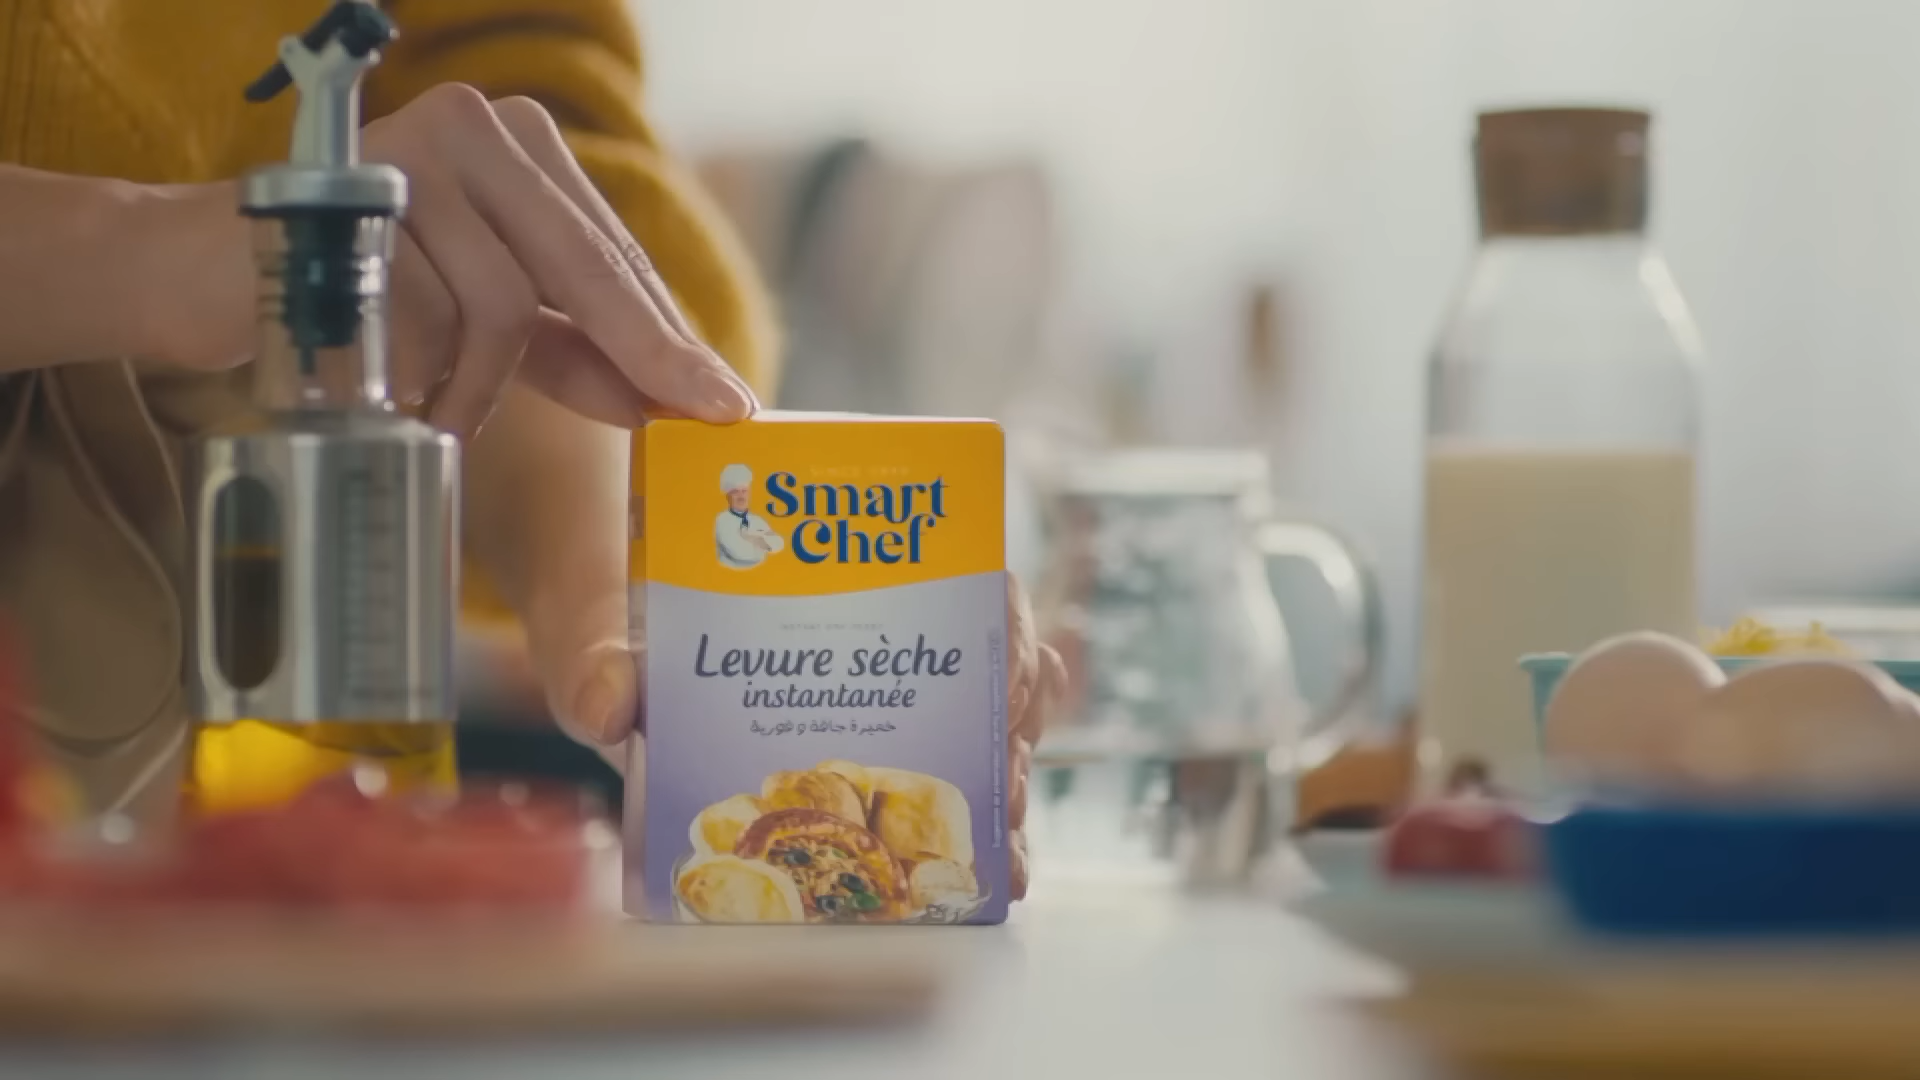 Smart
Chef
Levure sèche
instantanée
خميرة جافة و فورية